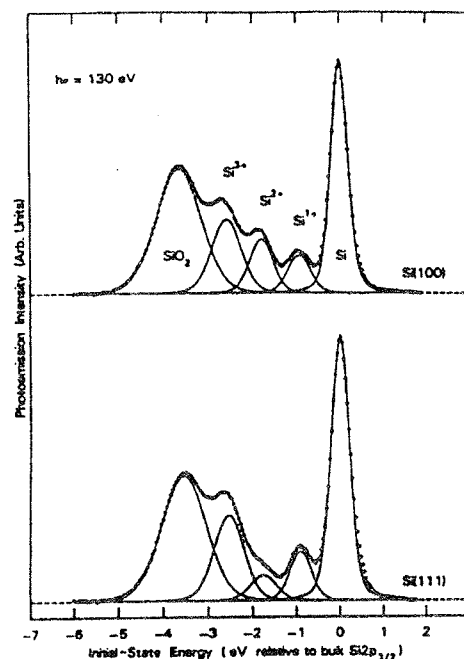 hν = 130 eV
Si³⁺
Si²⁺
Si¹⁺
SiO₂
Si
Si(100)
Photoemission Intensity (Arb. Units)
Si(111)
-7 -6 -5 -4 -3 -2 -1 0 1 2
Initial-State Energy (eV relative to bulk Si2p₃/₂)